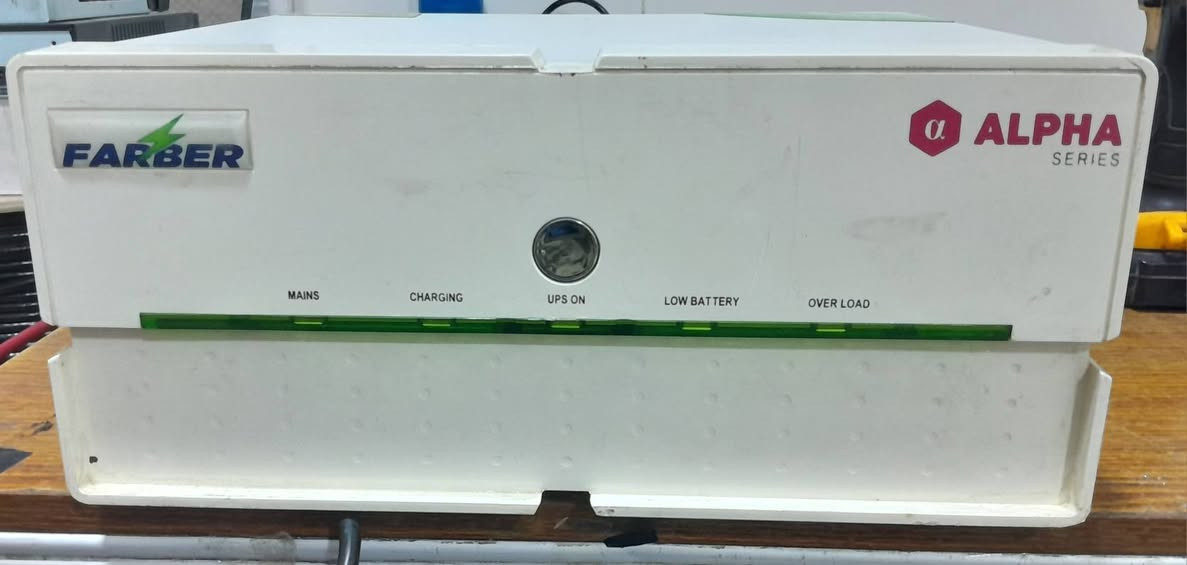 FARBER
α ALPHA
SERIES
MAINS CHARGING UPS ON LOW BATTERY OVER LOAD